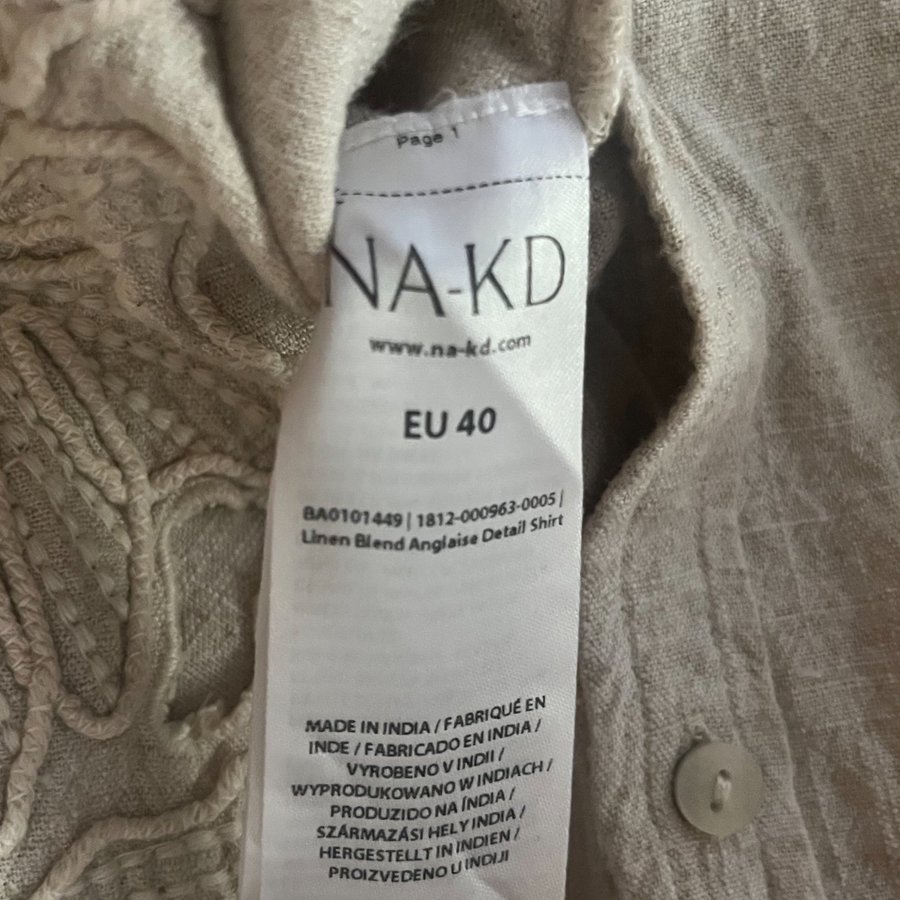 Page 1
NA-KD
www.na-kd.com
EU 40
BA0101449 | 1812-000963-0005 |
Linen Blend Anglaise Detail Shirt
MADE IN INDIA / FABRIQUÉ EN
INDE / FABRICADO EN INDIA /
VYROBENO V INDII /
WYPRODUKOWANO W INDIACH /
PRODUZIDO NA ÍNDIA /
SZÁRMAZÁSI HELY INDIA /
HERGESTELLT IN INDIEN /
PROIZVEDENO U INDIJI